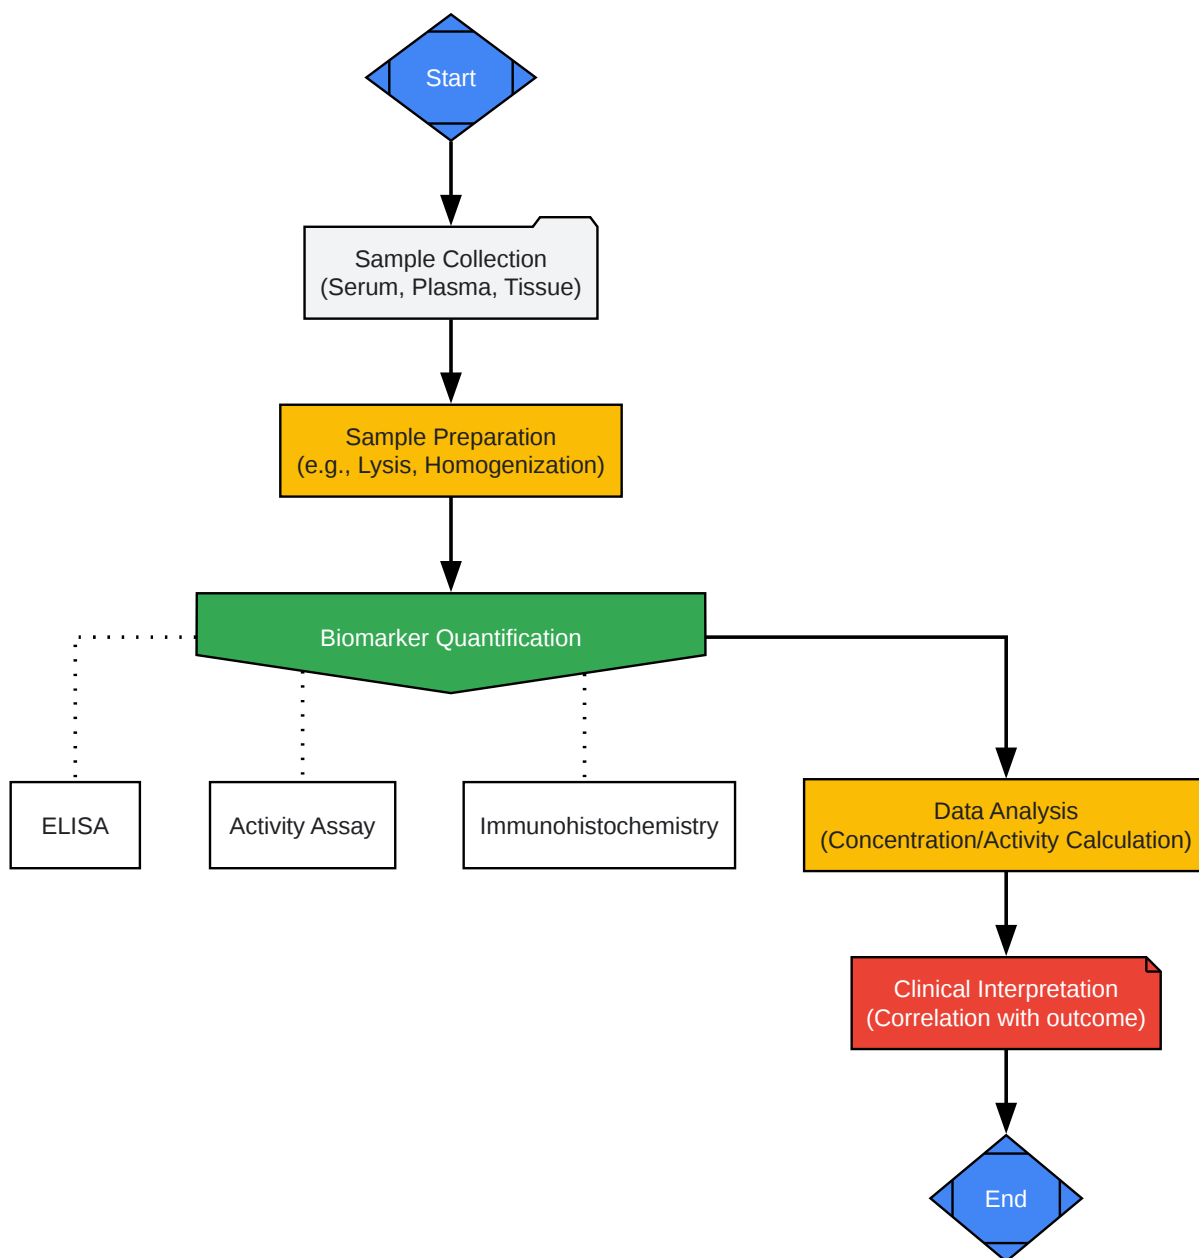 Start
Sample Collection
(Serum, Plasma, Tissue)
Sample Preparation
(e.g., Lysis, Homogenization)
Biomarker Quantification
ELISA
Activity Assay
Immunohistochemistry
Data Analysis
(Concentration/Activity Calculation)
Clinical Interpretation
(Correlation with outcome)
End